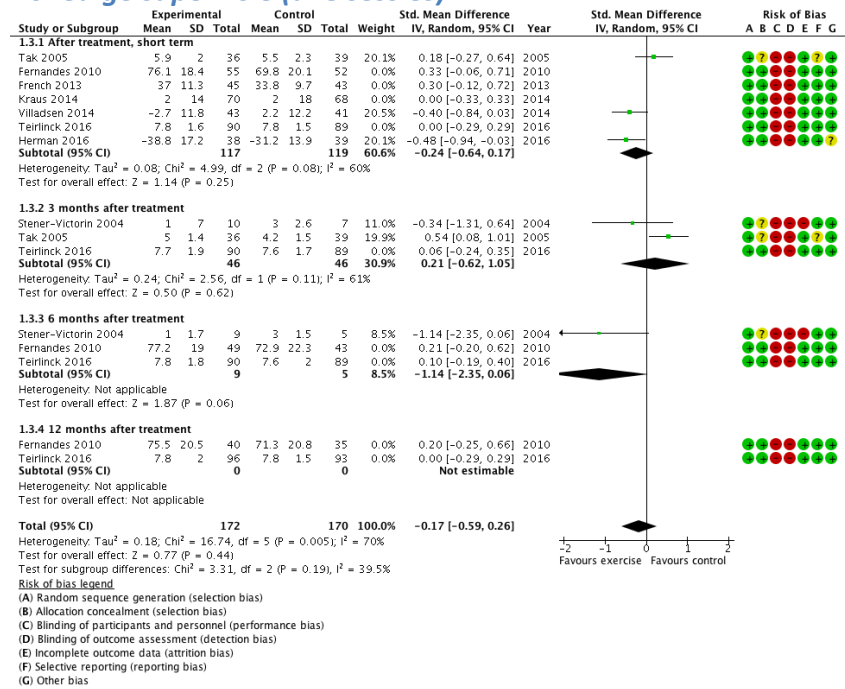 Experimental Control Std. Mean Difference Std. Mean Difference Risk of Bias
Study or Subgroup Mean SD Total Mean SD Total Weight IV, Random, 95% CI Year IV, Random, 95% CI A B C D E F G
1.3.1 After treatment, short term
Tak 2005 5.9 2 36 5.5 2.3 39 20.1% 0.18 [-0.27, 0.64] 2005 + ? - - + ? +
Fernandes 2010 76.1 18.4 55 69.8 20.1 52 0.0% 0.33 [-0.06, 0.71] 2010 + + - - + + +
French 2013 37 11.3 45 33.8 9.7 43 0.0% 0.30 [-0.12, 0.72] 2013 + + - - + + +
Kraus 2014 2 14 70 2 18 68 0.0% 0.00 [-0.33, 0.33] 2014 + + - - + + +
Villadsen 2014 -2.7 11.8 43 2.2 12.2 41 20.5% -0.40 [-0.84, 0.03] 2014 + + - - + + +
Teirlinck 2016 7.8 1.6 90 7.8 1.5 89 0.0% 0.00 [-0.29, 0.29] 2016 + + - - + + +
Herman 2016 -38.8 17.2 38 -31.2 13.9 39 20.0% -0.48 [-0.94, -0.03] 2016 + + - - + + ?
Subtotal (95% CI) 117 119 60.6% -0.24 [-0.64, 0.17]
Heterogeneity: Tau² = 0.08; Chi² = 4.99, df = 2 (P = 0.08); I² = 60%
Test for overall effect: Z = 1.14 (P = 0.25)
1.3.2 3 months after treatment
Stener-Victorin 2004 1 7 10 3 2.6 7 11.0% -0.34 [-1.31, 0.64] 2004 + ? - - - + +
Tak 2005 5 1.4 36 4.2 1.5 39 19.9% 0.54 [0.08, 1.01] 2005 + ? - - + ? +
Teirlinck 2016 7.7 1.9 90 7.6 1.7 89 0.0% 0.06 [-0.24, 0.35] 2016 + + - - + + +
Subtotal (95% CI) 46 46 30.9% 0.21 [-0.62, 1.05]
Heterogeneity: Tau² = 0.24; Chi² = 2.56, df = 1 (P = 0.11); I² = 61%
Test for overall effect: Z = 0.50 (P = 0.62)
1.3.3 6 months after treatment
Stener-Victorin 2004 1 1.7 9 3 1.5 5 8.5% -1.14 [-2.35, 0.06] 2004 + ? - - - + +
Fernandes 2010 77.2 19 49 72.9 22.3 43 0.0% 0.21 [-0.20, 0.62] 2010 + + - - + + +
Teirlinck 2016 7.8 1.8 90 7.6 2 89 0.0% 0.10 [-0.19, 0.40] 2016 + + - - + + +
Subtotal (95% CI) 9 5 8.5% -1.14 [-2.35, 0.06]
Heterogeneity: Not applicable
Test for overall effect: Z = 1.87 (P = 0.06)
1.3.4 12 months after treatment
Fernandes 2010 75.5 20.5 40 71.3 20.8 35 0.0% 0.20 [-0.25, 0.66] 2010 + + - - + + +
Teirlinck 2016 7.8 2 96 7.8 1.5 93 0.0% 0.00 [-0.29, 0.29] 2016 + + - - + + +
Subtotal (95% CI) 0 0 Not estimable
Heterogeneity: Not applicable
Test for overall effect: Not applicable
Total (95% CI) 172 170 100.0% -0.17 [-0.59, 0.26]
Heterogeneity: Tau² = 0.18; Chi² = 16.74, df = 5 (P = 0.005); I² = 70%
Test for overall effect: Z = 0.77 (P = 0.44)
Test for subgroup differences: Chi² = 3.31, df = 2 (P = 0.19), I² = 39.5%
-2 -1 0 1 2
Favours exercise Favours control
Risk of bias legend
(A) Random sequence generation (selection bias)
(B) Allocation concealment (selection bias)
(C) Blinding of participants and personnel (performance bias)
(D) Blinding of outcome assessment (detection bias)
(E) Incomplete outcome data (attrition bias)
(F) Selective reporting (reporting bias)
(G) Other bias